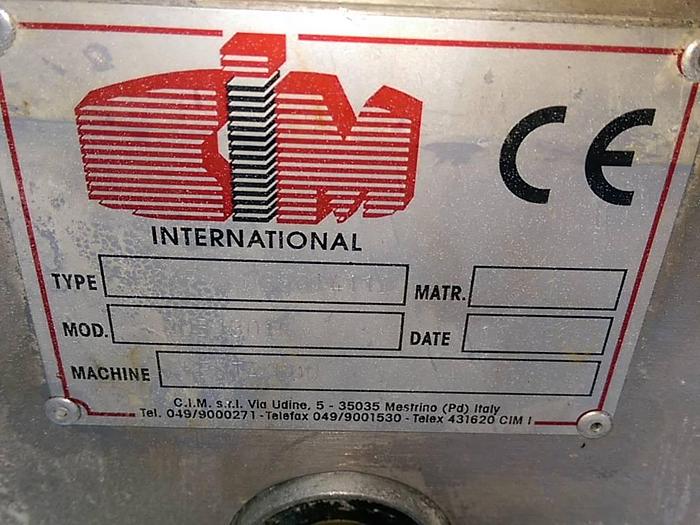 CIM
CE
INTERNATIONAL
TYPE
MATR.
MOD.
DATE
MACHINE
C.I.M. s.r.l. Via Udine, 5 - 35035 Mestrino (Pd) Italy
Tel. 049/9000271 - Telefax 049/9001530 - Telex 431620 CIM I